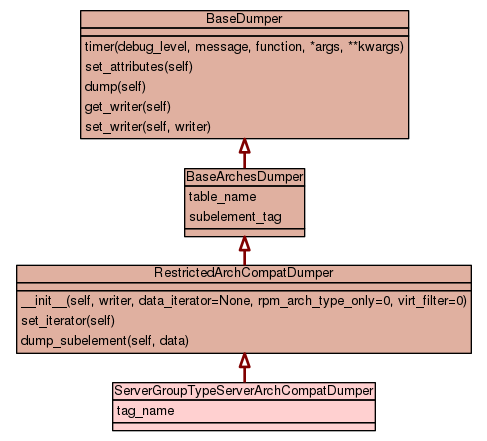 BaseDumper
timer(debug_level, message, function, *args, **kwargs)
set_attributes(self)
dump(self)
get_writer(self)
set_writer(self, writer)
BaseArchesDumper
table_name
subelement_tag
RestrictedArchCompatDumper
__init__(self, writer, data_iterator=None, rpm_arch_type_only=0, virt_filter=0)
set_iterator(self)
dump_subelement(self, data)
ServerGroupTypeServerArchCompatDumper
tag_name